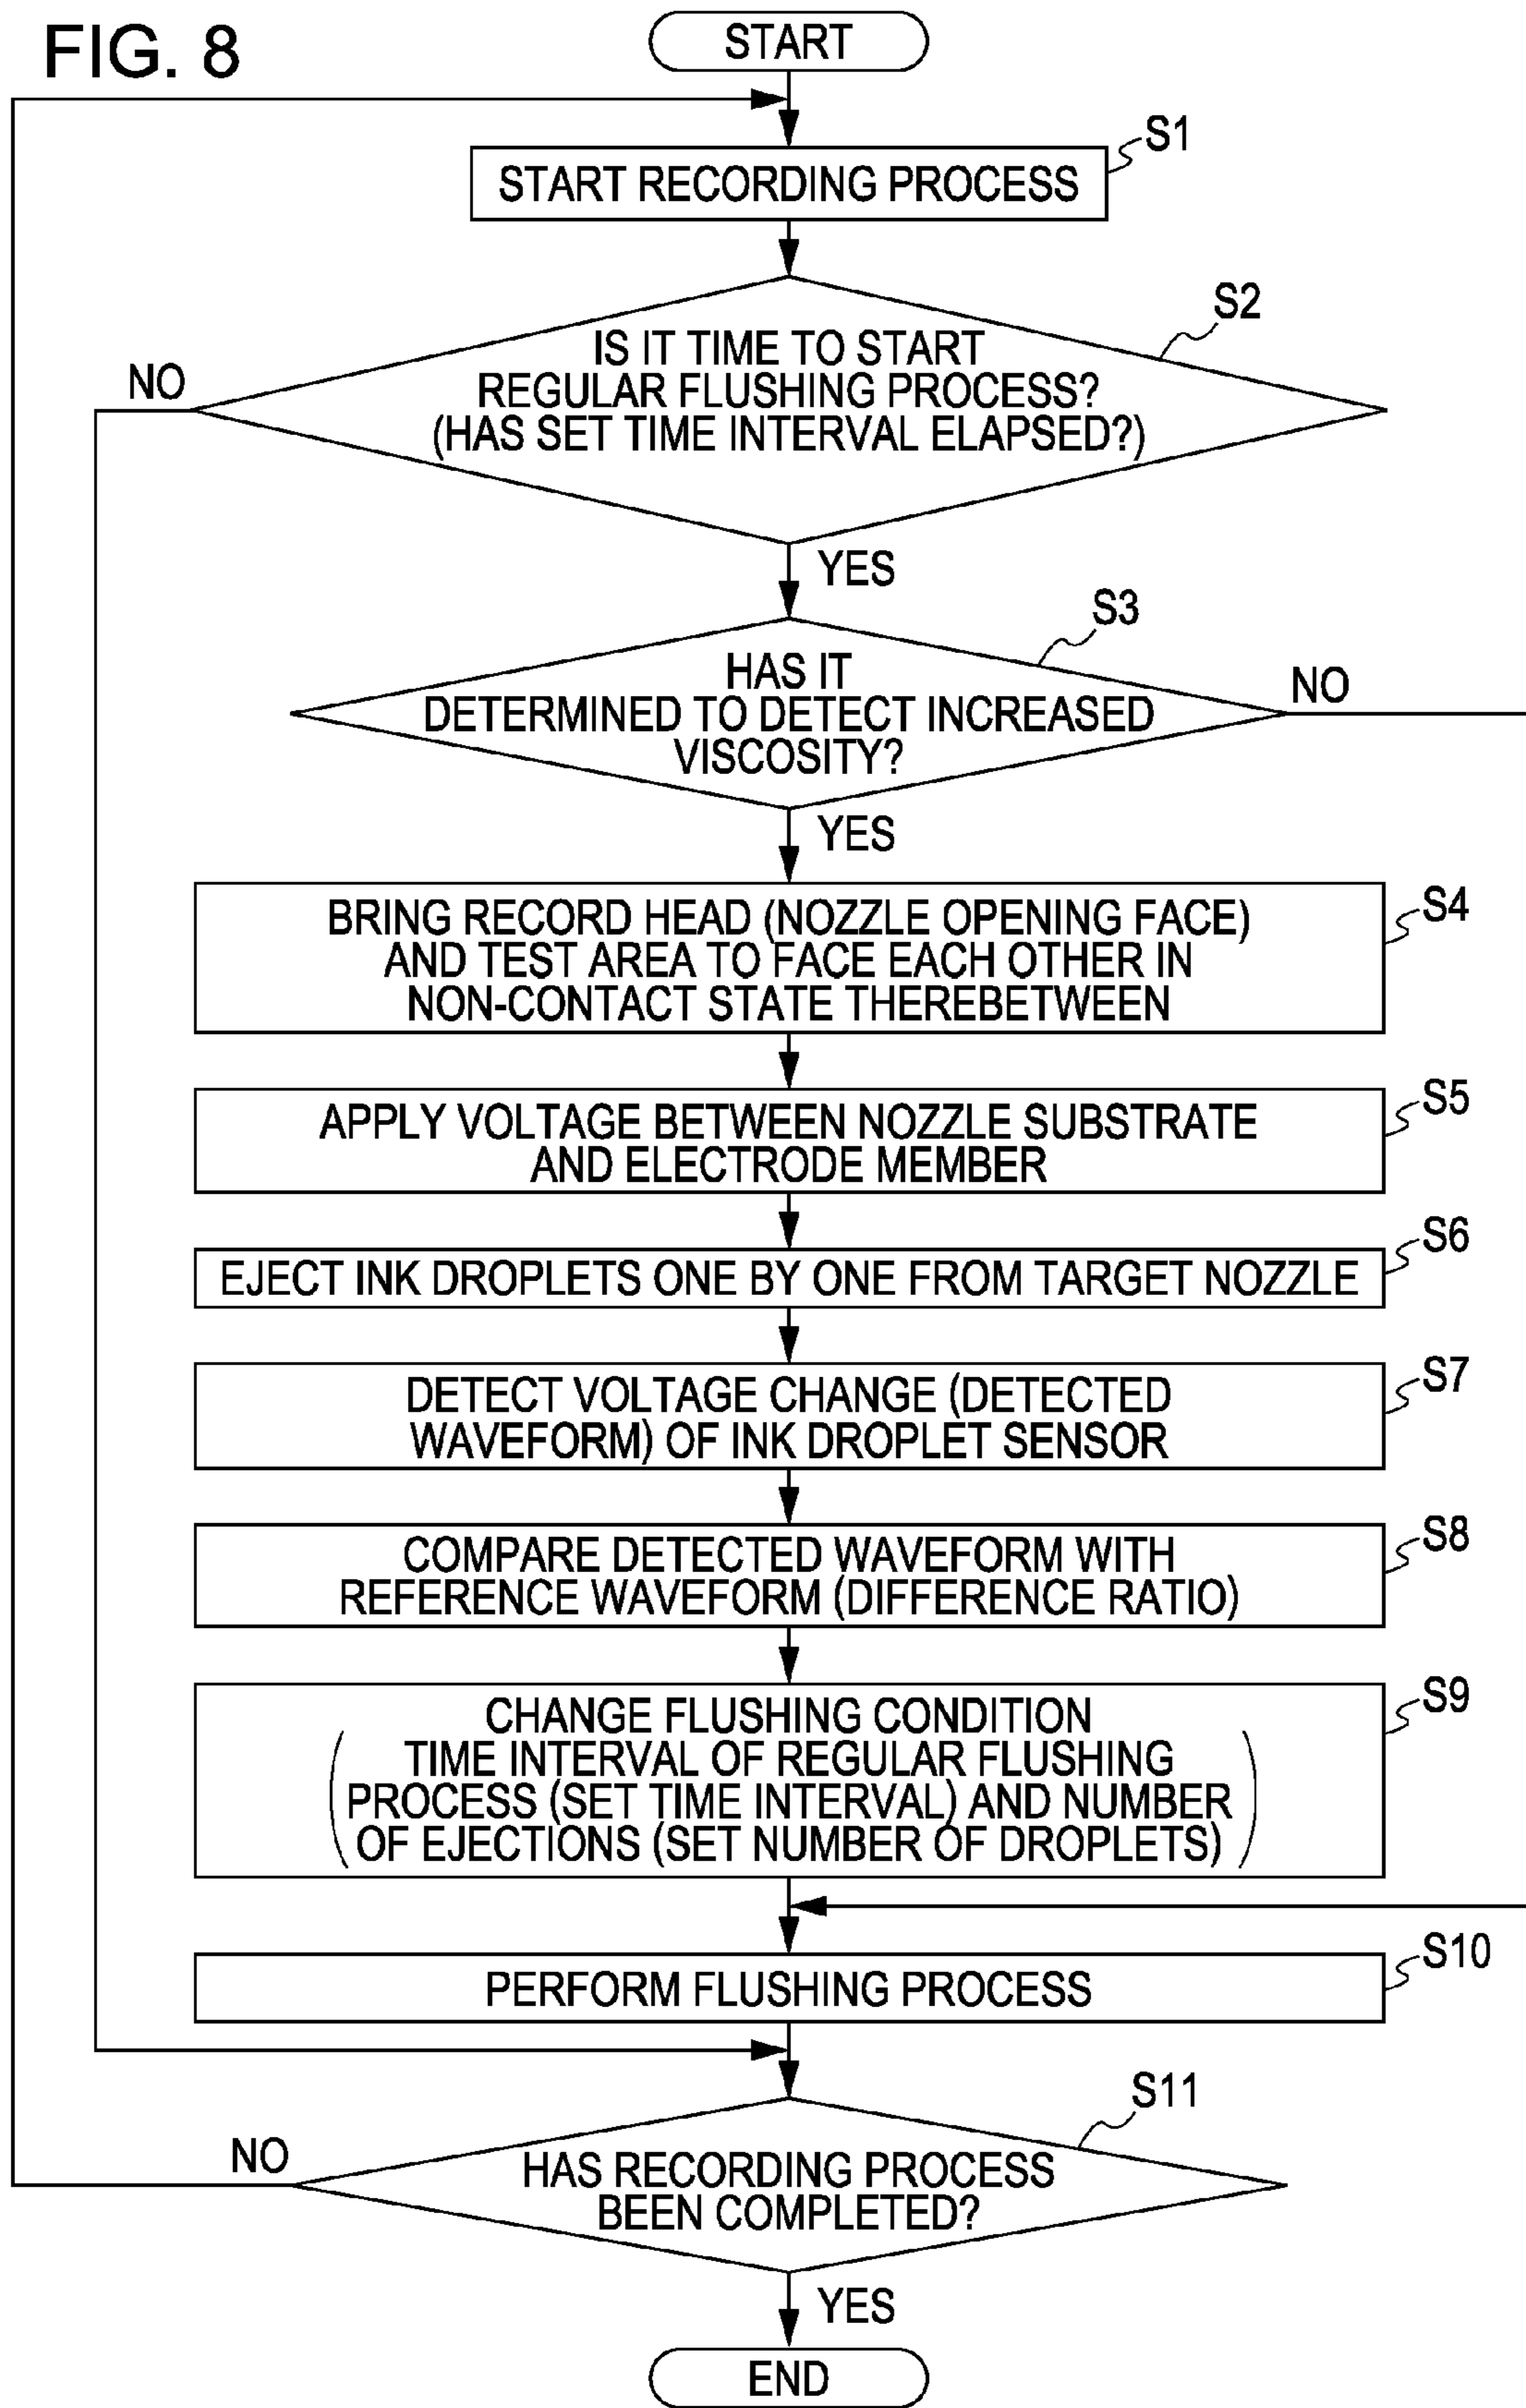 FIG. 8
START
S1
START RECORDING PROCESS
S2
IS IT TIME TO START
REGULAR FLUSHING PROCESS?
(HAS SET TIME INTERVAL ELAPSED?)
NO
YES
S3
HAS IT
DETERMINED TO DETECT INCREASED
VISCOSITY?
NO
YES
S4
BRING RECORD HEAD (NOZZLE OPENING FACE)
AND TEST AREA TO FACE EACH OTHER IN
NON-CONTACT STATE THEREBETWEEN
S5
APPLY VOLTAGE BETWEEN NOZZLE SUBSTRATE
AND ELECTRODE MEMBER
S6
EJECT INK DROPLETS ONE BY ONE FROM TARGET NOZZLE
S7
DETECT VOLTAGE CHANGE (DETECTED
WAVEFORM) OF INK DROPLET SENSOR
S8
COMPARE DETECTED WAVEFORM WITH
REFERENCE WAVEFORM (DIFFERENCE RATIO)
S9
CHANGE FLUSHING CONDITION
(TIME INTERVAL OF REGULAR FLUSHING
PROCESS (SET TIME INTERVAL) AND NUMBER
OF EJECTIONS (SET NUMBER OF DROPLETS))
S10
PERFORM FLUSHING PROCESS
S11
HAS RECORDING PROCESS
BEEN COMPLETED?
NO
YES
END